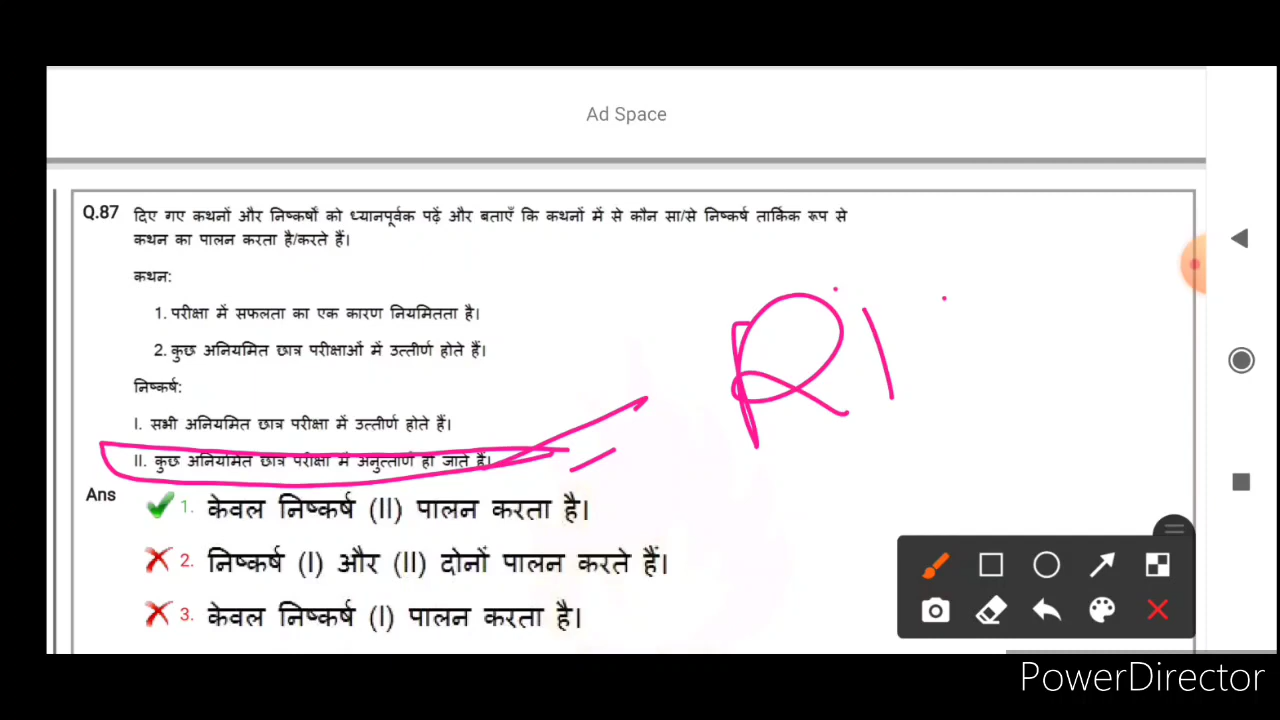 Ad Space
Q.87 दिए गए कथनों और निष्कर्षों को ध्यानपूर्वक पढ़ें और बताएँ कि कथनों में से कौन सा/से निष्कर्ष तार्किक रूप से
कथन का पालन करता है/करते हैं।
कथन:
1. परीक्षा में सफलता का एक कारण नियमितता है।
2. कुछ अनियमित छात्र परीक्षाओं में उत्तीर्ण होते हैं।
निष्कर्ष:
I. सभी अनियमित छात्र परीक्षा में उत्तीर्ण होते हैं।
II. कुछ अनियमित छात्र परीक्षा में अनुत्तीर्ण हो जाते हैं।
Ans
1. केवल निष्कर्ष (II) पालन करता है।
2. निष्कर्ष (I) और (II) दोनों पालन करते हैं।
3. केवल निष्कर्ष (I) पालन करता है।
PowerDirector